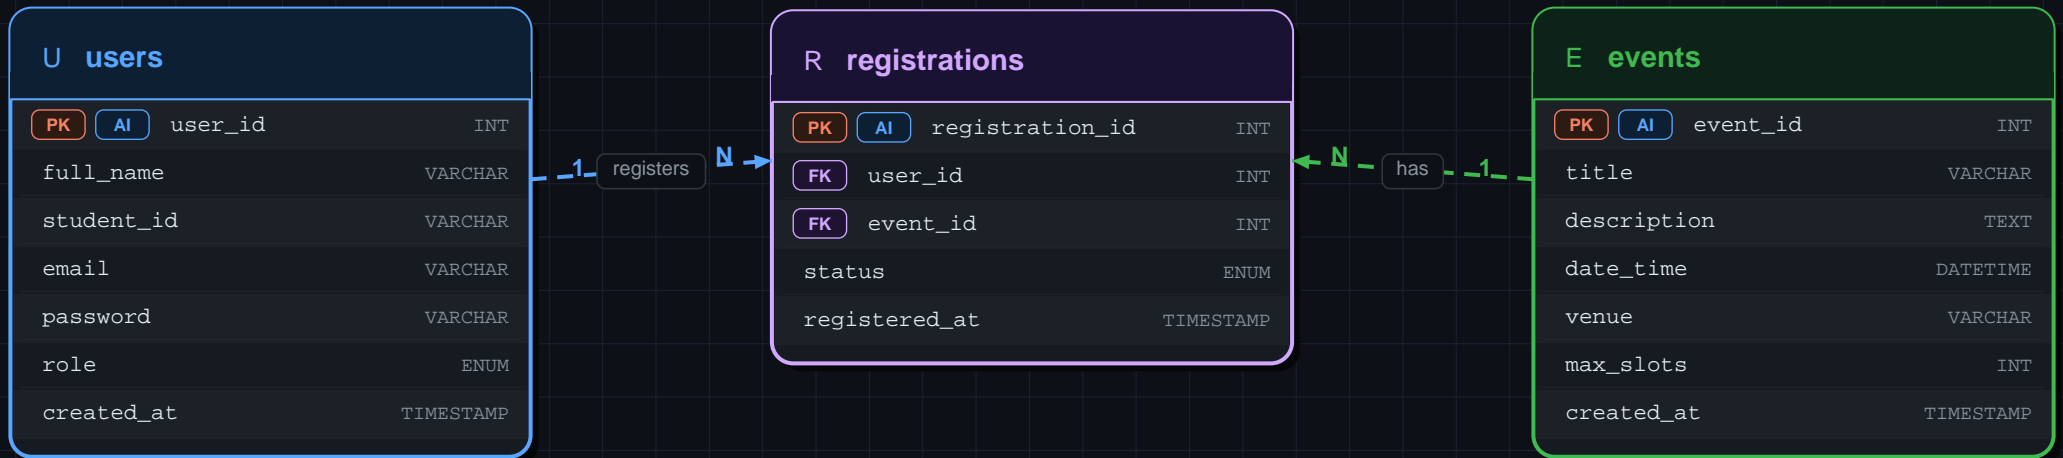 U users
PK AI user_id INT
full_name VARCHAR
student_id VARCHAR
email VARCHAR
password VARCHAR
role ENUM
created_at TIMESTAMP
1 registers N
R registrations
PK AI registration_id INT
FK user_id INT
FK event_id INT
status ENUM
registered_at TIMESTAMP
N has 1
E events
PK AI event_id INT
title VARCHAR
description TEXT
date_time DATETIME
venue VARCHAR
max_slots INT
created_at TIMESTAMP